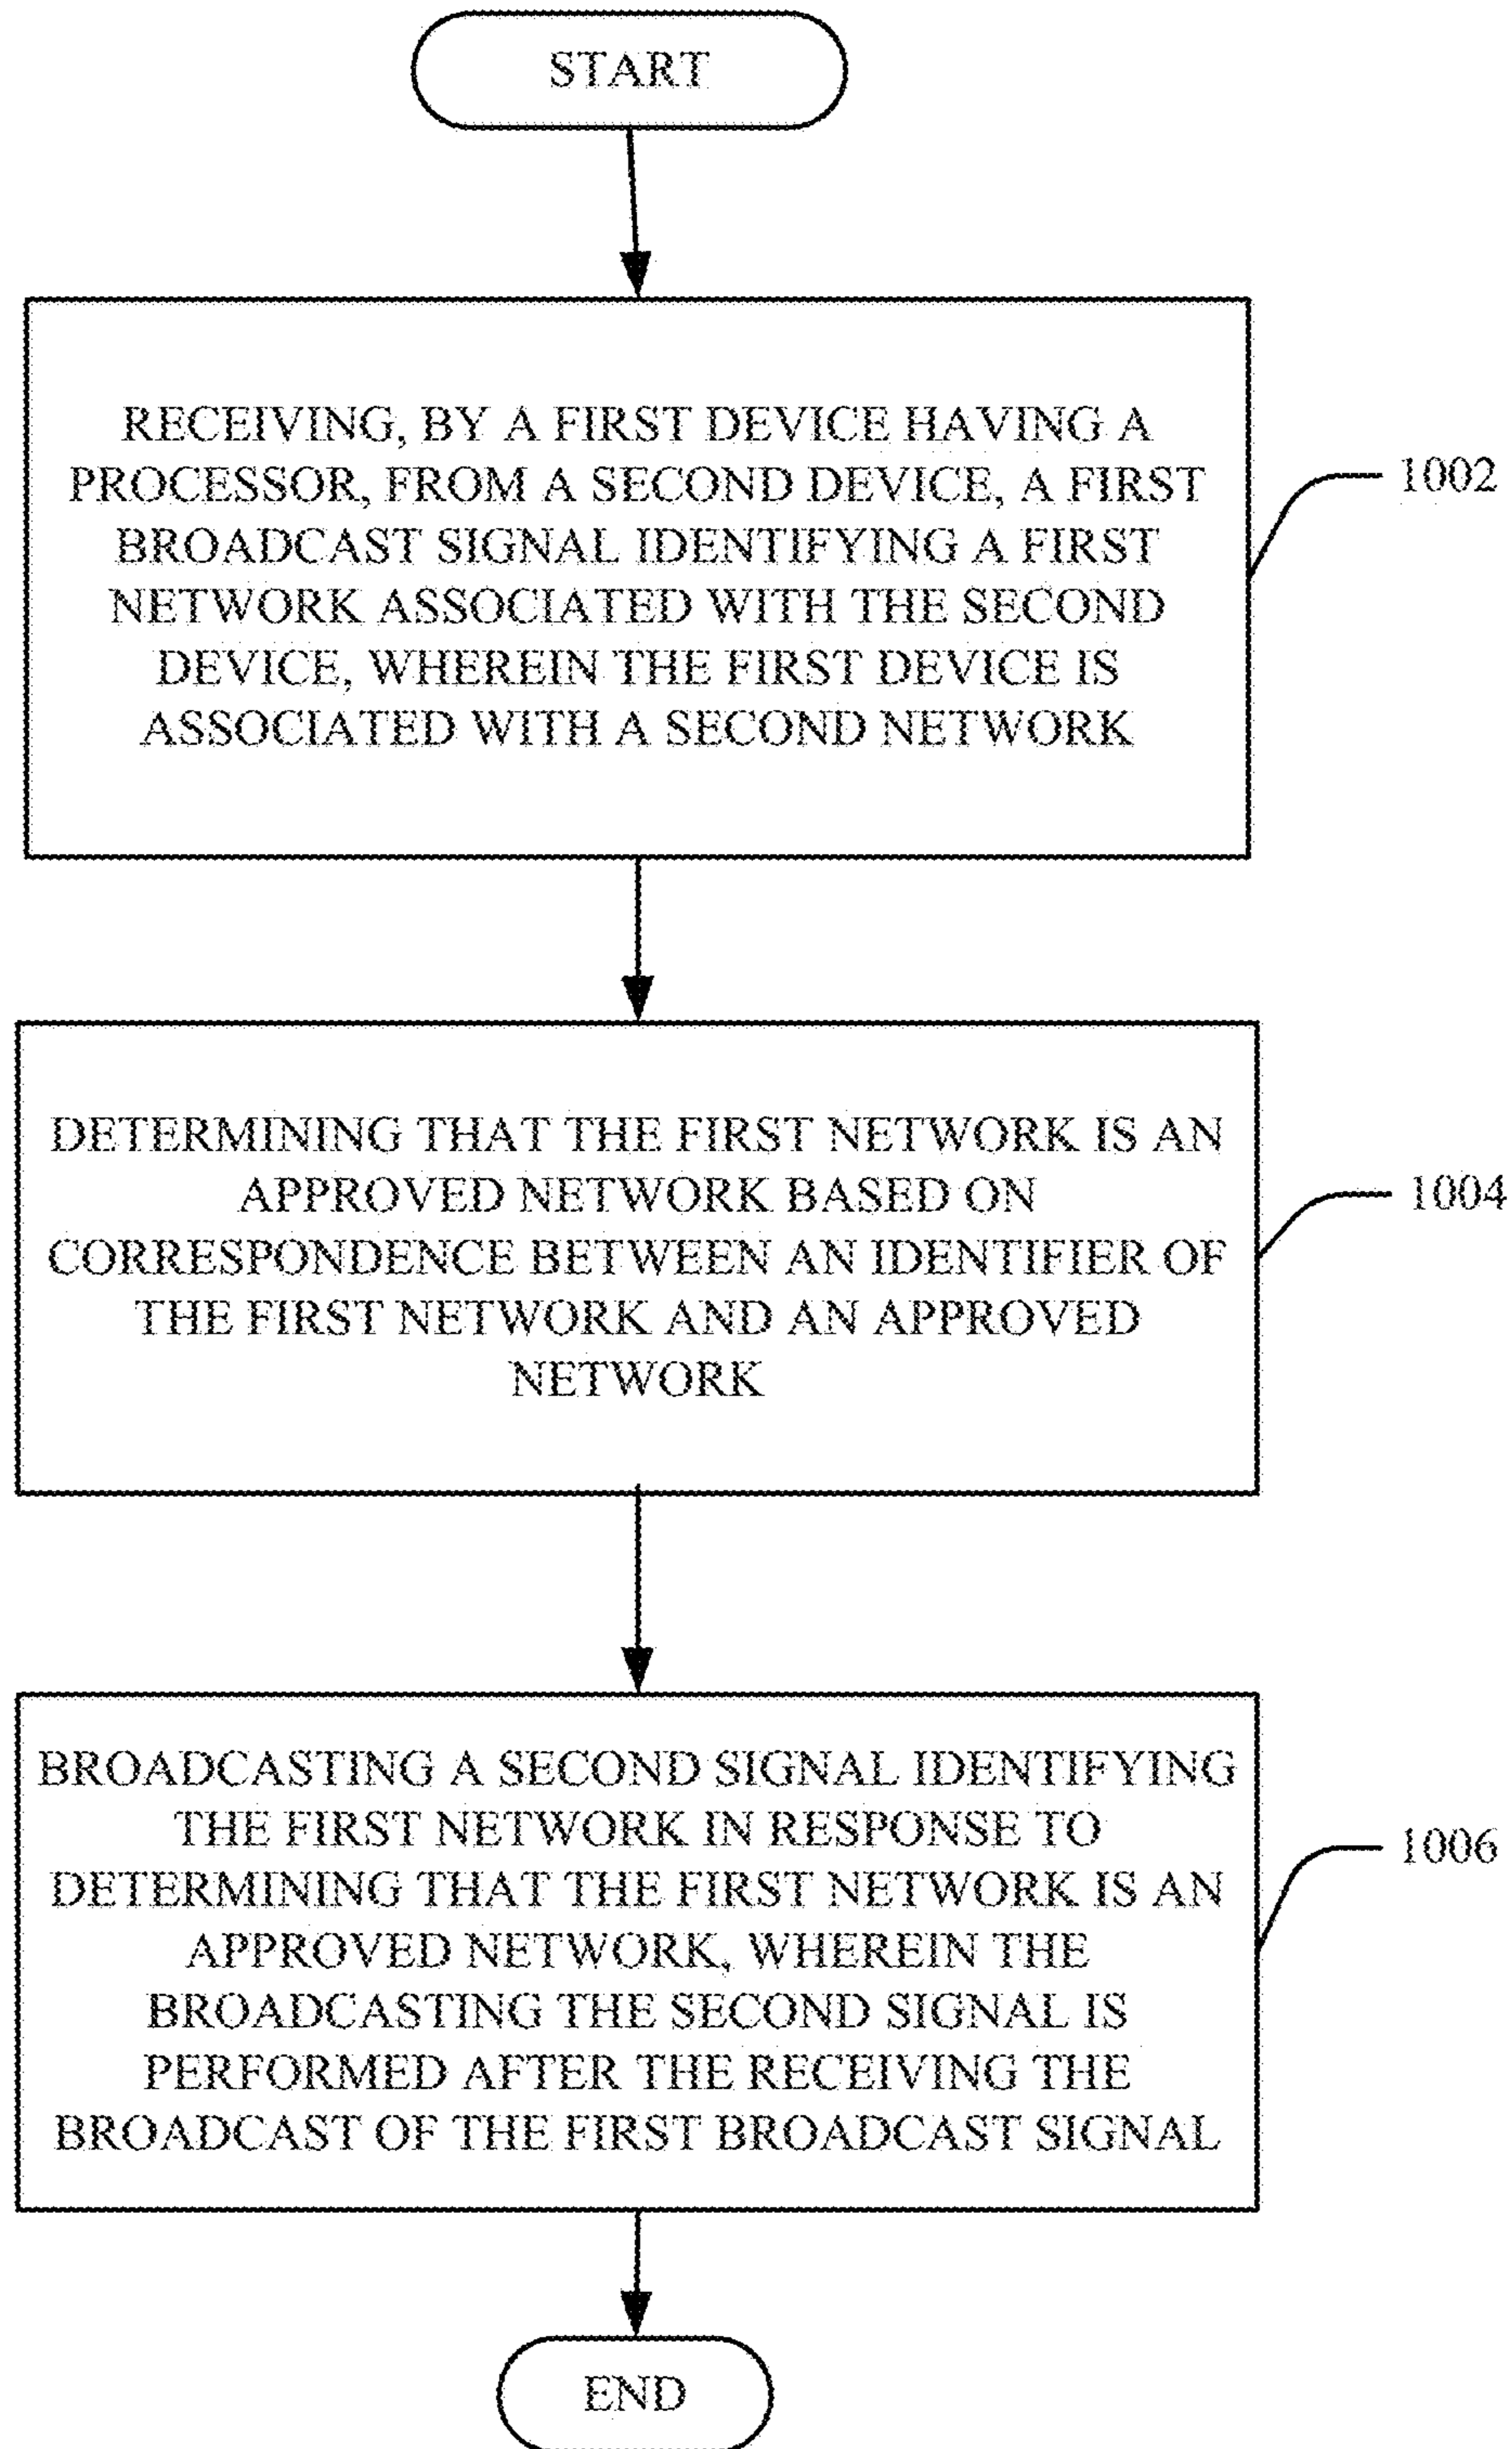 START
RECEIVING, BY A FIRST DEVICE HAVING A
PROCESSOR, FROM A SECOND DEVICE, A FIRST
BROADCAST SIGNAL IDENTIFYING A FIRST
NETWORK ASSOCIATED WITH THE SECOND
DEVICE, WHEREIN THE FIRST DEVICE IS
ASSOCIATED WITH A SECOND NETWORK
1002
DETERMINING THAT THE FIRST NETWORK IS AN
APPROVED NETWORK BASED ON
CORRESPONDENCE BETWEEN AN IDENTIFIER OF
THE FIRST NETWORK AND AN APPROVED
NETWORK
1004
BROADCASTING A SECOND SIGNAL IDENTIFYING
THE FIRST NETWORK IN RESPONSE TO
DETERMINING THAT THE FIRST NETWORK IS AN
APPROVED NETWORK, WHEREIN THE
BROADCASTING THE SECOND SIGNAL IS
PERFORMED AFTER THE RECEIVING THE
BROADCAST OF THE FIRST BROADCAST SIGNAL
1006
END